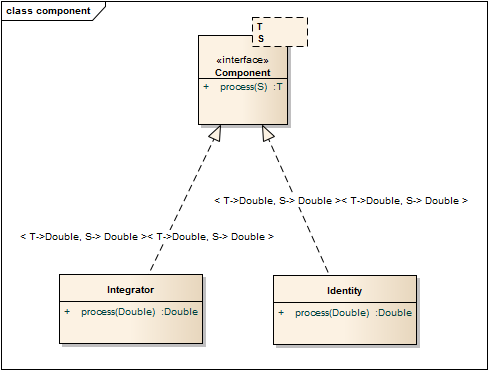 class component
T
S
«interface»
Component
+ process(S) :T
< T->Double, S-> Double >< T->Double, S-> Double >
< T->Double, S-> Double >< T->Double, S-> Double >
Integrator
+ process(Double) :Double
Identity
+ process(Double) :Double